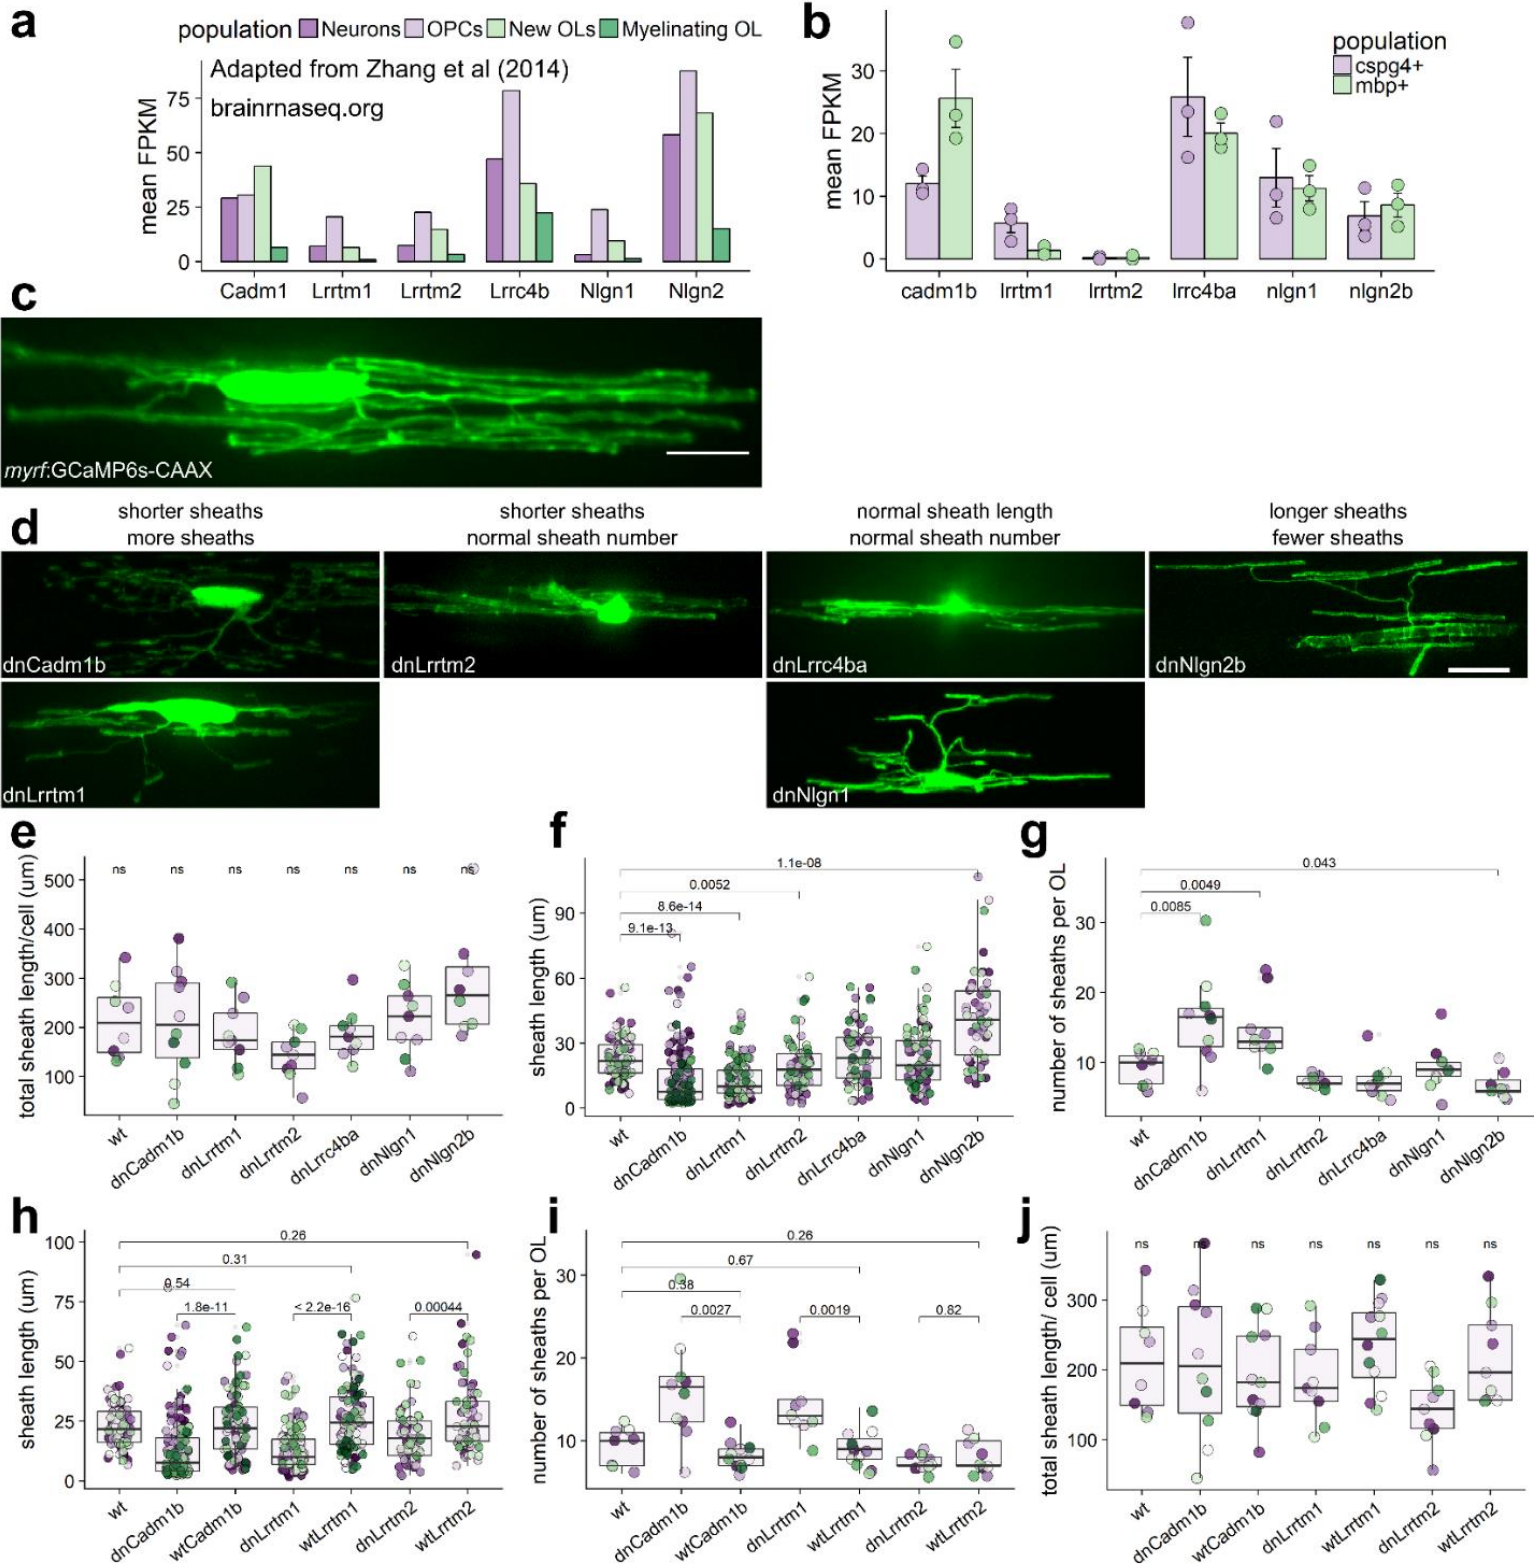 a
population Neurons OPCs New OLs Myelinating OL
Adapted from Zhang et al (2014)
brainrnaseq.org
mean FPKM
75
50
25
0
Cadm1 Lrrtm1 Lrrtm2 Lrrc4b Nlgn1 Nlgn2
b
population
cspg4+
mbp+
mean FPKM
30
20
10
0
cadm1b lrrtm1 lrrtm2 lrrc4ba nlgn1 nlgn2b
c
myrf:GCaMP6s-CAAX
d
shorter sheaths
more sheaths
shorter sheaths
normal sheath number
normal sheath length
normal sheath number
longer sheaths
fewer sheaths
dnCadm1b
dnLrrtm2
dnLrrc4ba
dnNlgn2b
dnLrrtm1
dnNlgn1
e
total sheath length/cell (um)
500
400
300
200
100
ns ns ns ns ns ns ns
wt dnCadm1b dnLrrtm1 dnLrrtm2 dnLrrc4ba dnNlgn1 dnNlgn2b
f
sheath length (um)
90
60
30
0
1.1e-08
0.0052
8.6e-14
9.1e-13
wt dnCadm1b dnLrrtm1 dnLrrtm2 dnLrrc4ba dnNlgn1 dnNlgn2b
g
number of sheaths per OL
30
20
10
0.043
0.0049
0.0085
wt dnCadm1b dnLrrtm1 dnLrrtm2 dnLrrc4ba dnNlgn1 dnNlgn2b
h
sheath length (um)
100
75
50
25
0
0.26
0.31
0.54
1.8e-11 < 2.2e-16 0.00044
wt dnCadm1b wtCadm1b dnLrrtm1 wtLrrtm1 dnLrrtm2 wtLrrtm2
i
number of sheaths per OL
30
20
10
0.26
0.67
0.38
0.0027 0.0019 0.82
wt dnCadm1b wtCadm1b dnLrrtm1 wtLrrtm1 dnLrrtm2 wtLrrtm2
j
total sheath length/ cell (um)
300
200
100
ns ns ns ns ns ns ns
wt dnCadm1b wtCadm1b dnLrrtm1 wtLrrtm1 dnLrrtm2 wtLrrtm2